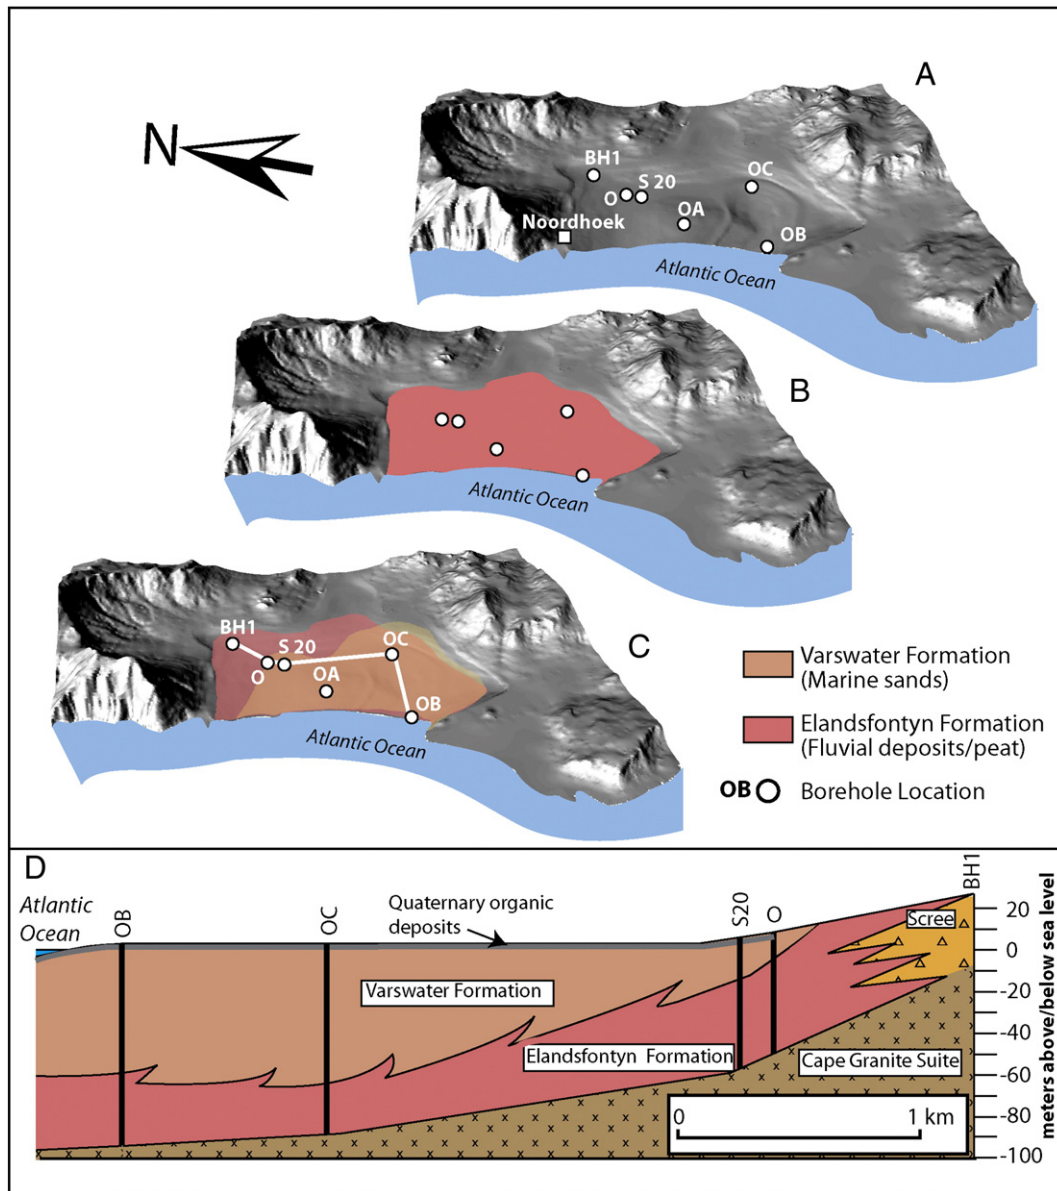 A
N
BH1
OC
S 20
O
OA
Noordhoek
OB
Atlantic Ocean
B
Atlantic Ocean
C
BH1
S 20
OC
O
OA
OB
Atlantic Ocean
Varswater Formation
(Marine sands)
Elandsfontyn Formation
(Fluvial deposits/peat)
OB Borehole Location
D
Atlantic
Ocean
OB
OC
Quaternary organic
deposits
S20
O
BH1
Scree
Varswater Formation
Elandsfontyn Formation
Cape Granite Suite
0 1 km
20
0
-20
-40
-60
-80
-100
meters above/below sea level